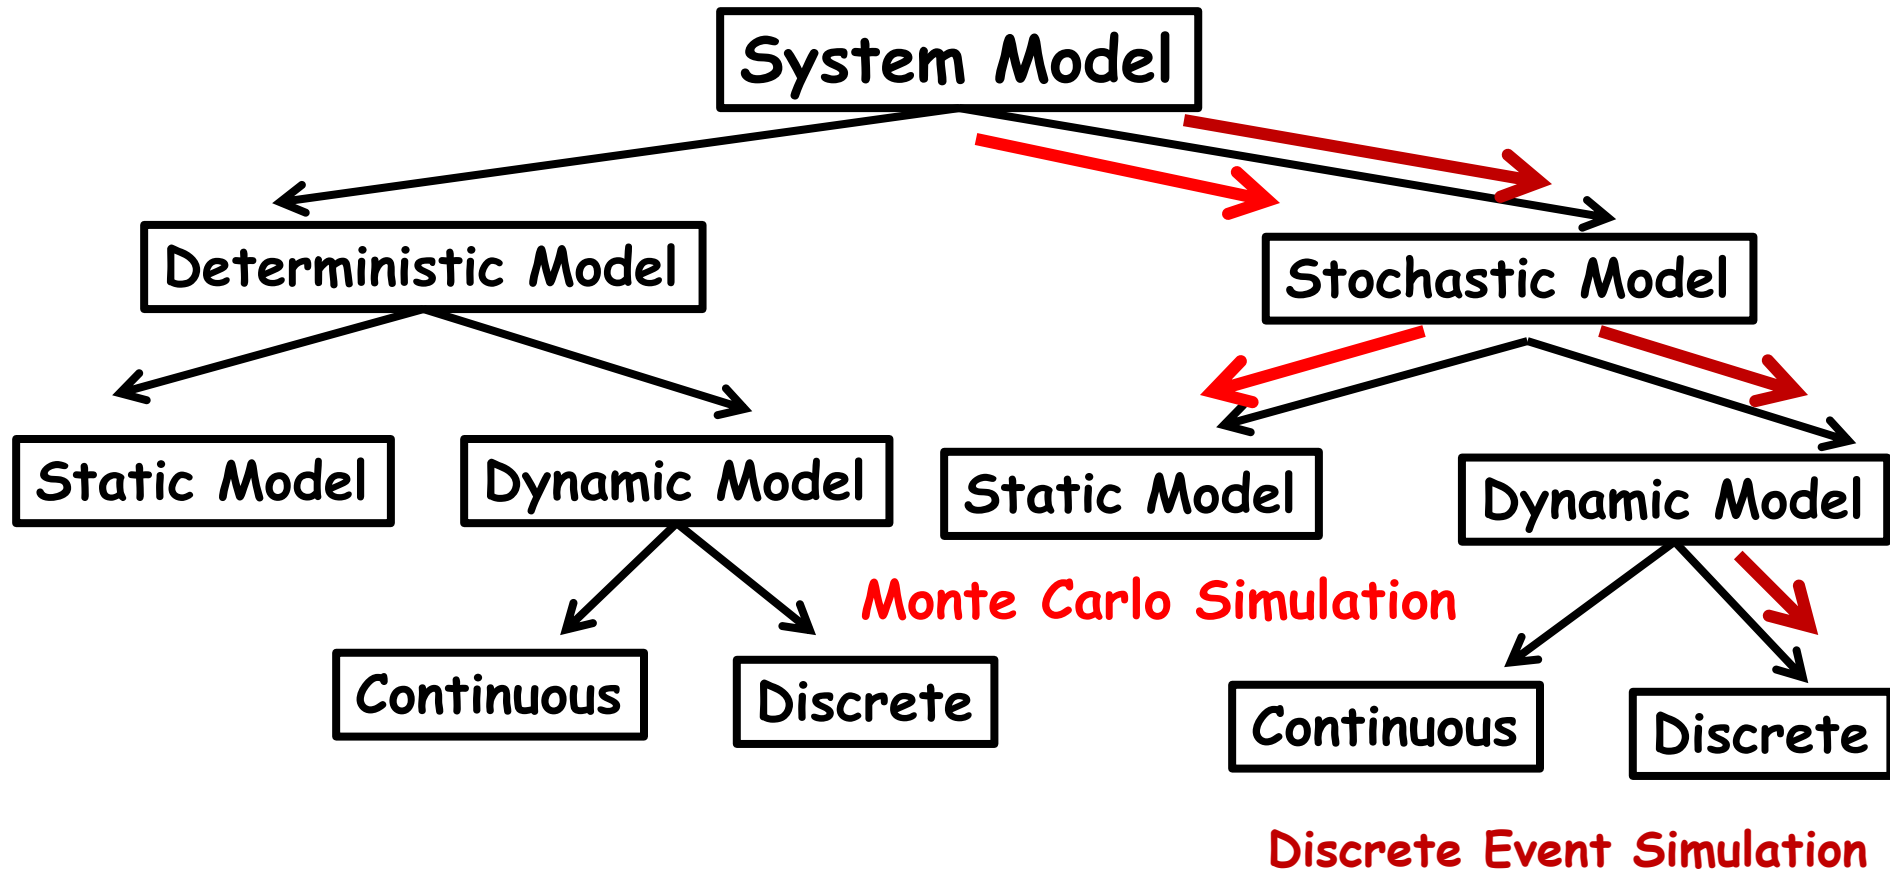 System Model
Deterministic Model
Stochastic Model
Static Model
Dynamic Model
Static Model
Dynamic Model
Monte Carlo Simulation
Continuous
Discrete
Continuous
Discrete
Discrete Event Simulation